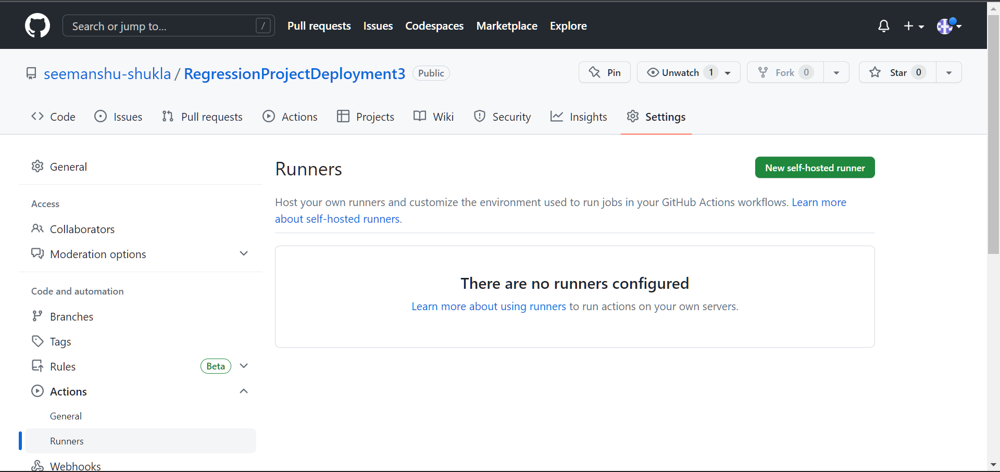 Search or jump to... /
Pull requests Issues Codespaces Marketplace Explore
seemanshu-shukla / RegressionProjectDeployment3 Public
Pin Unwatch 1 Fork 0 Star 0
Code Issues Pull requests Actions Projects Wiki Security Insights Settings
General
Access
Collaborators
Moderation options
Code and automation
Branches
Tags
Rules Beta
Actions
General
Runners
Webhooks
Runners
New self-hosted runner
Host your own runners and customize the environment used to run jobs in your GitHub Actions workflows. Learn more
about self-hosted runners.
There are no runners configured
Learn more about using runners to run actions on your own servers.